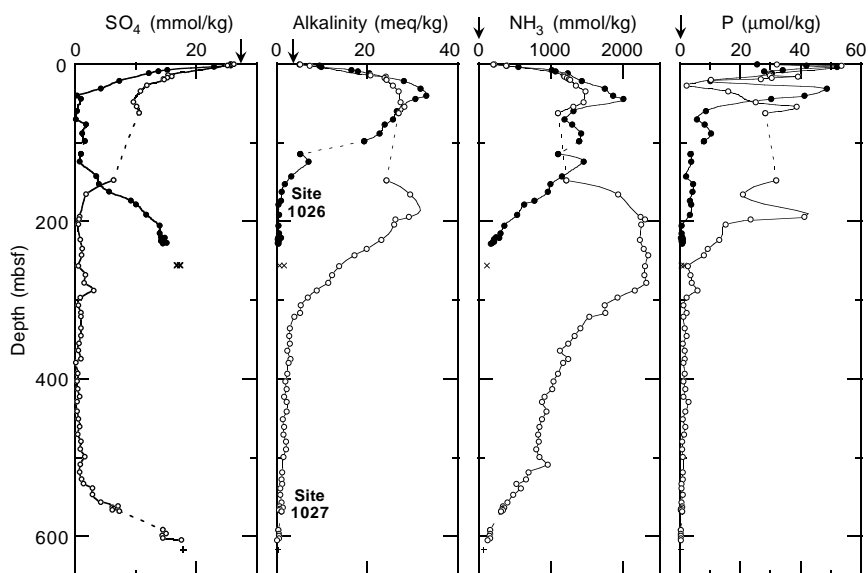 SO4 (mmol/kg) Alkalinity (meq/kg) NH3 (mmol/kg) P (μmol/kg)
0 20 0 20 40 0 1000 2000 0 20 40 60
0
200
400
600
Depth (mbsf)
Site
1026
Site
1027